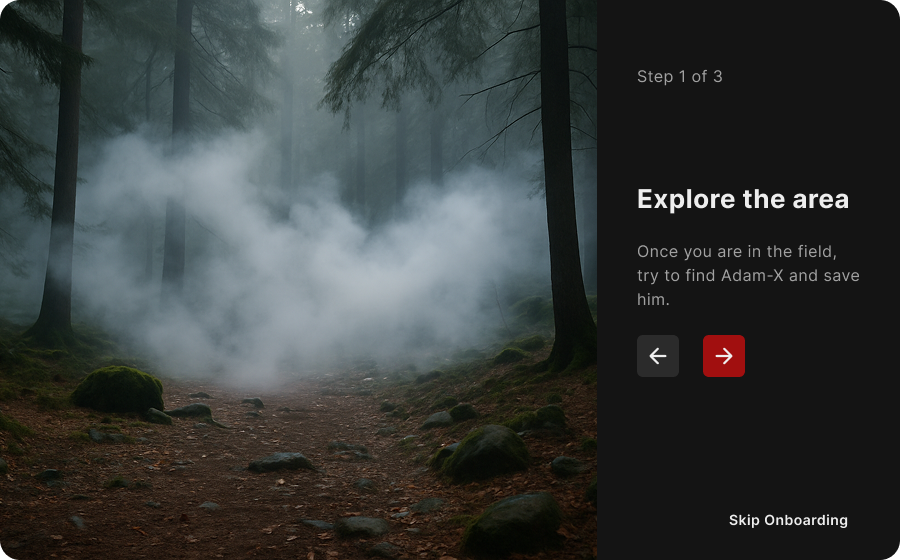 Step 1 of 3
Explore the area
Once you are in the field,
try to find Adam-X and save
him.
Skip Onboarding